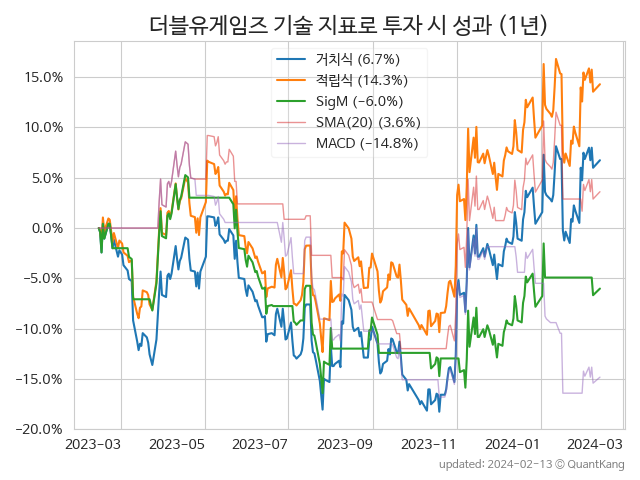 더블유게임즈 기술 지표로 투자 시 성과 (1년)
거치식 (6.7%)
적립식 (14.3%)
SigM (−6.0%)
SMA(20) (3.6%)
MACD (−14.8%)
15.0%
10.0%
5.0%
0.0%
−5.0%
−10.0%
−15.0%
−20.0%
2023-03 2023-05 2023-07 2023-09 2023-11 2024-01 2024-03
updated: 2024-02-13 ⓒ QuantKang